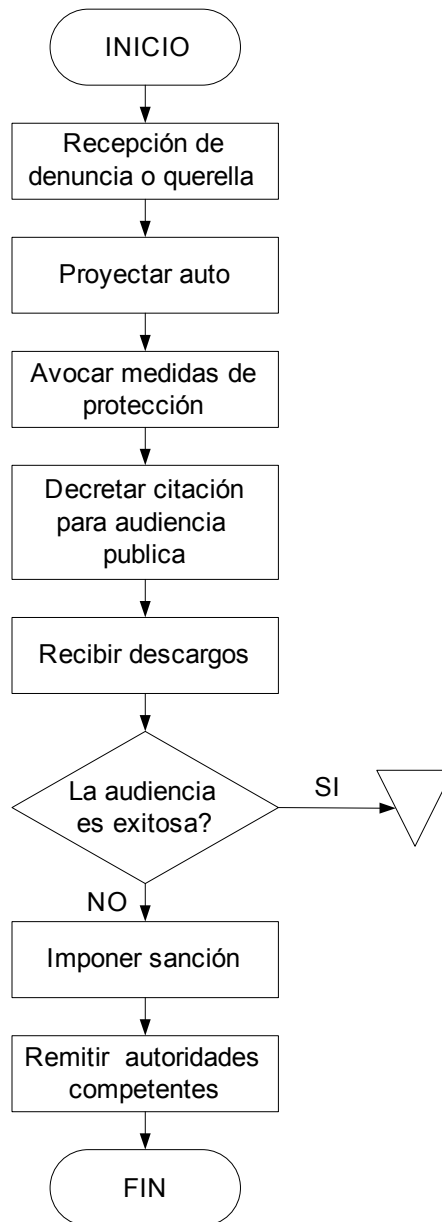 INICIO
Recepción de
denuncia o querella
Proyectar auto
Avocar medidas de
protección
Decretar citación
para audiencia
publica
Recibir descargos
La audiencia
es exitosa?
SI
NO
Imponer sanción
Remitir autoridades
competentes
FIN